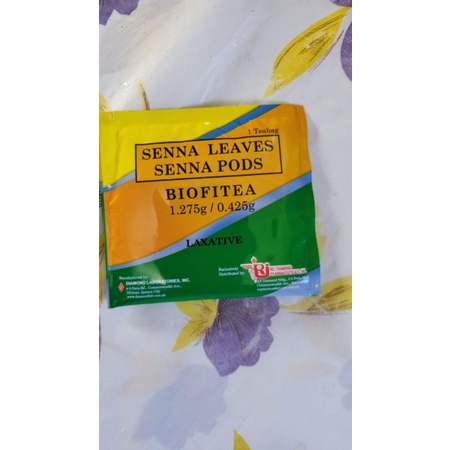 1 Teabag
SENNA LEAVES
SENNA PODS
BIOFITEA
1.275g / 0.425g
LAXATIVE
Manufactured by:
DIAMOND LABORATORIES, INC.
Exclusively
Distributed by: